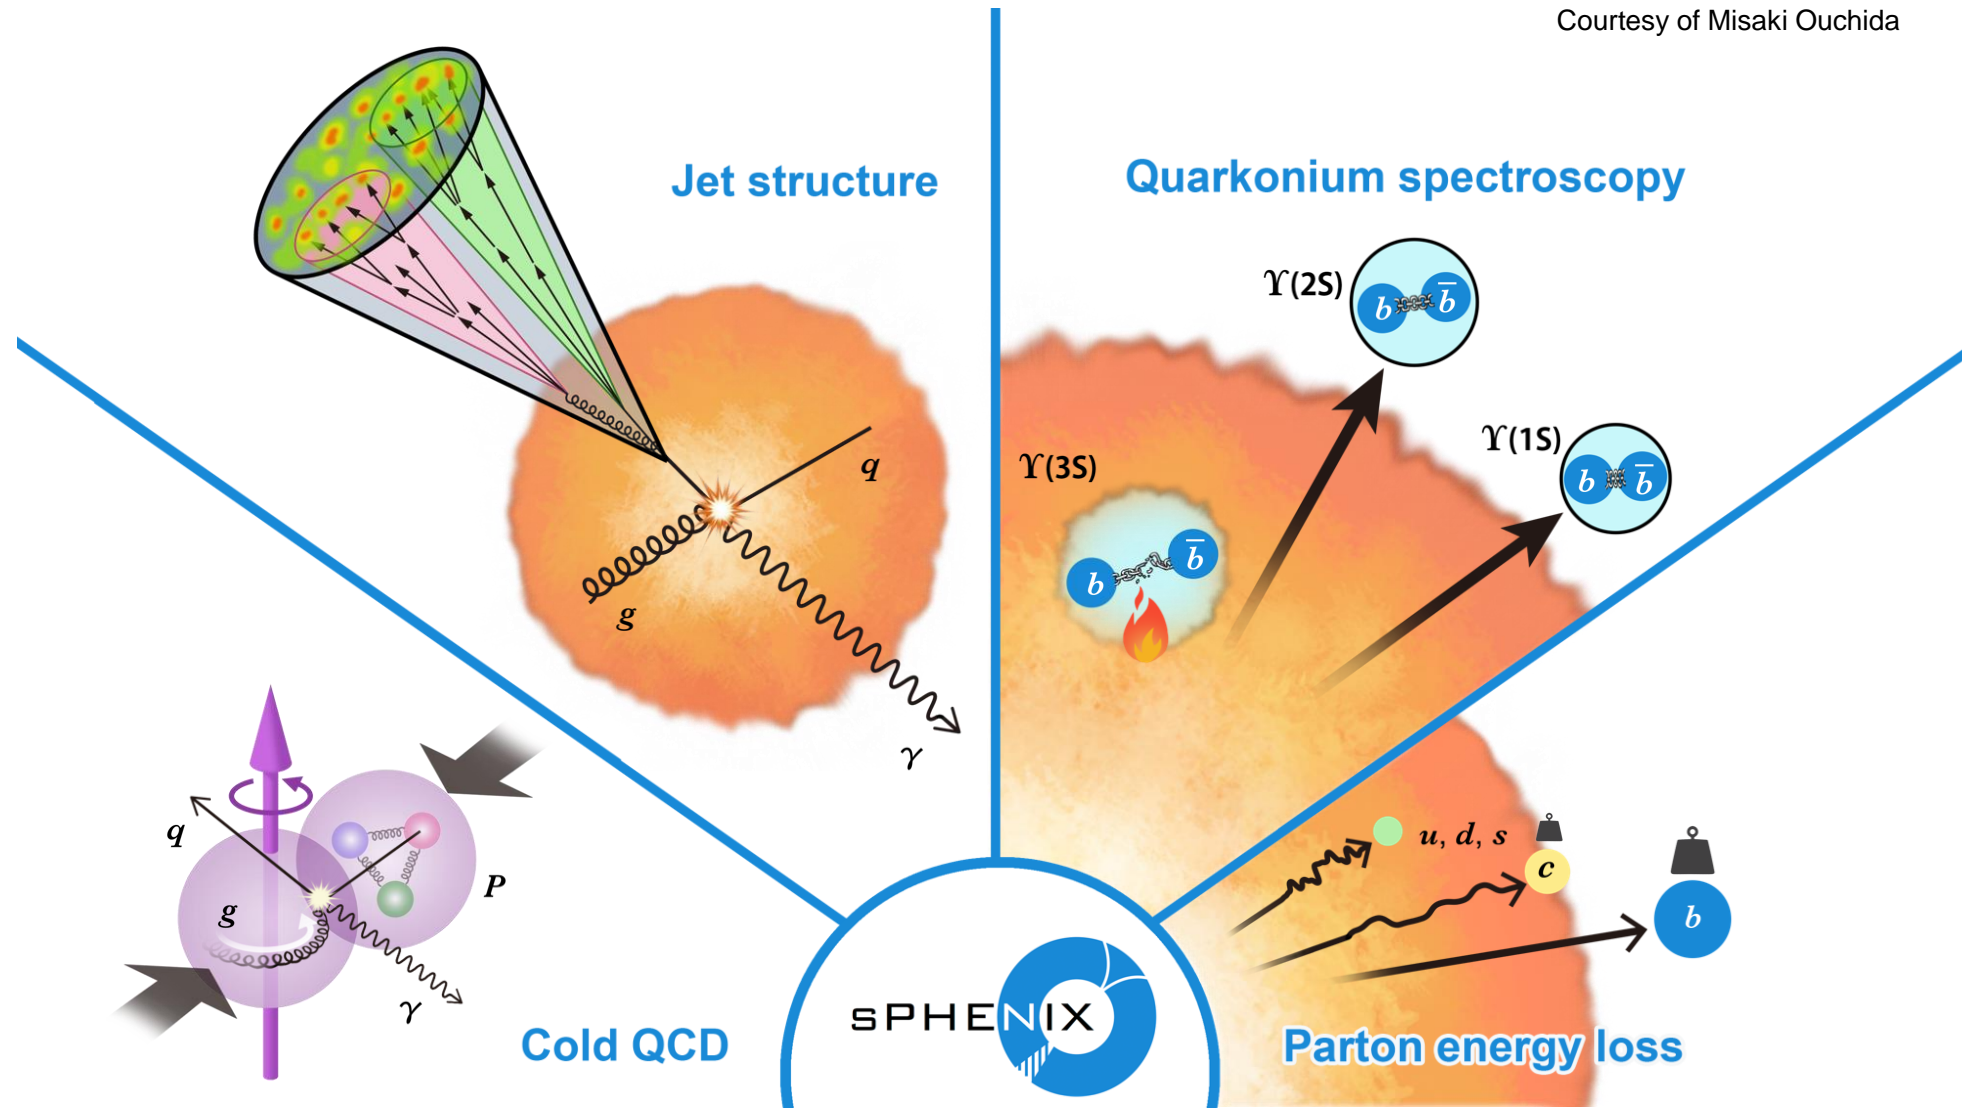 Courtesy of Misaki Ouchida
Jet structure
q
g
γ
Quarkonium spectroscopy
ϒ(2S)
b b̅
ϒ(1S)
b b̅
ϒ(3S)
b b̅
q
g
P
γ
Cold QCD
u, d, s
c
b
Parton energy loss
sPHENIX